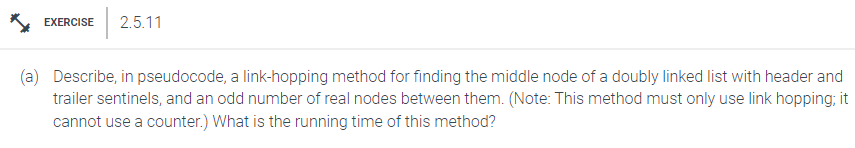 EXERCISE 2.5.11
(a) Describe, in pseudocode, a link-hopping method for finding the middle node of a doubly linked list with header and
trailer sentinels, and an odd number of real nodes between them. (Note: This method must only use link hopping; it
cannot use a counter.) What is the running time of this method?